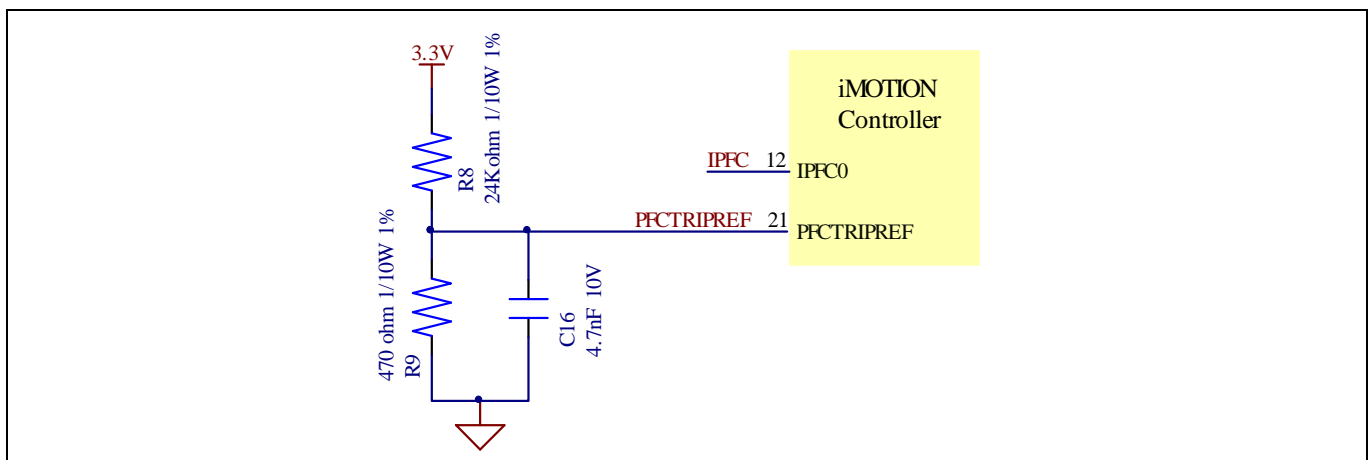 3.3V
R8
24Kohm 1/10W 1%
iMOTION
Controller
IPFC 12 IPFC0
PFCTRIPREF 21 PFCTRIPREF
470 ohm 1/10W 1%
R9
C16
4.7nF 10V